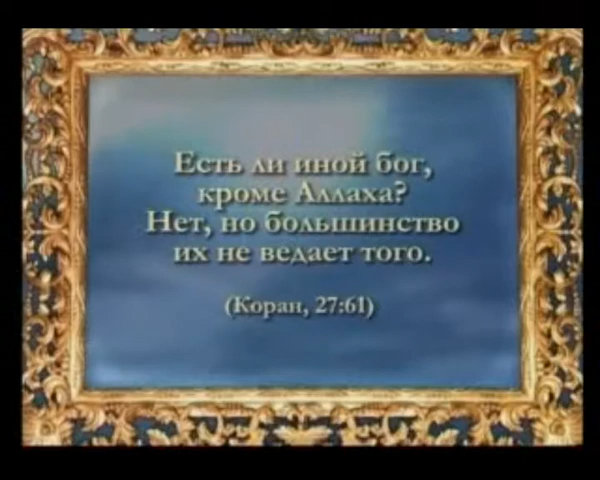 Есть ли иной бог,
кроме Аллаха?
Нет, но большинство
их не ведает того.
(Коран, 27:61)